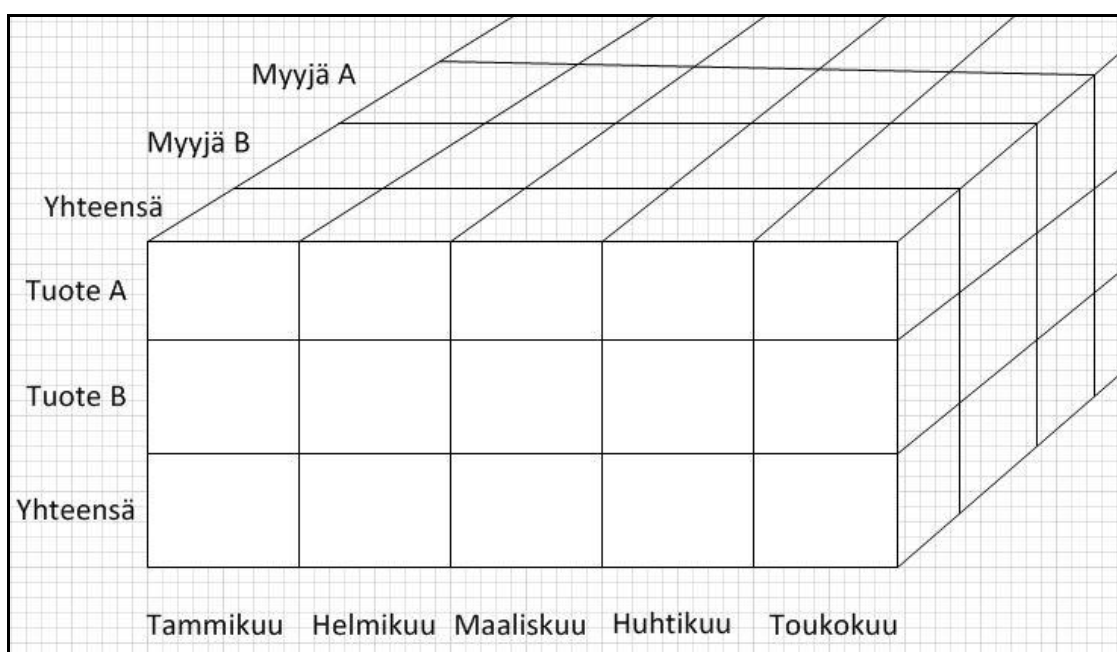 Myyjä A
Myyjä B
Yhteensä
Tuote A
Tuote B
Yhteensä
Tammikuu Helmikuu Maaliskuu Huhtikuu Toukokuu